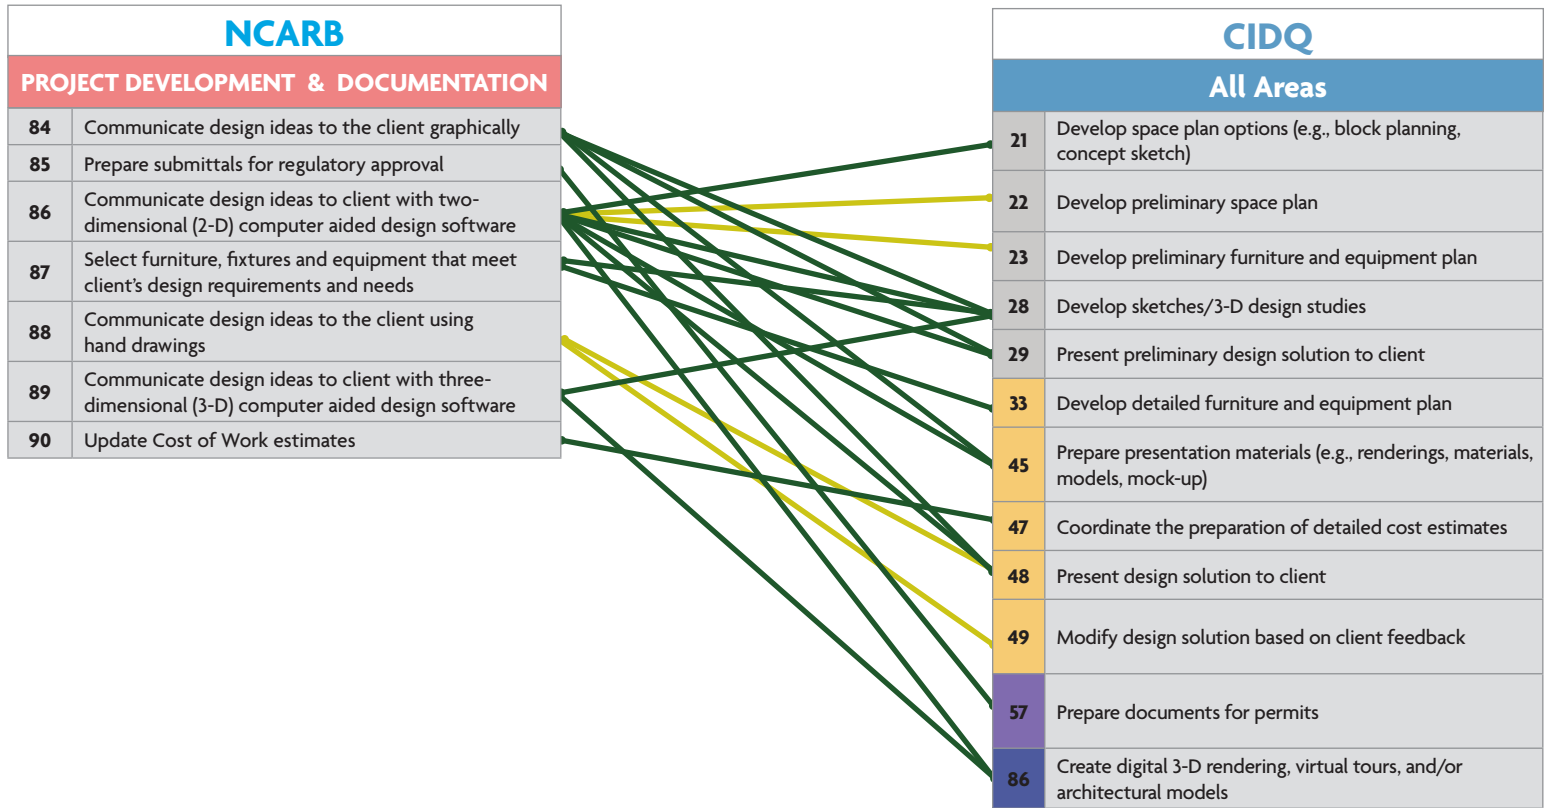 NCARB
PROJECT DEVELOPMENT & DOCUMENTATION
84 Communicate design ideas to the client graphically
85 Prepare submittals for regulatory approval
86 Communicate design ideas to client with two-
dimensional (2-D) computer aided design software
87 Select furniture, fixtures and equipment that meet
client's design requirements and needs
88 Communicate design ideas to the client using
hand drawings
89 Communicate design ideas to client with three-
dimensional (3-D) computer aided design software
90 Update Cost of Work estimates
CIDQ
All Areas
21 Develop space plan options (e.g., block planning,
concept sketch)
22 Develop preliminary space plan
23 Develop preliminary furniture and equipment plan
28 Develop sketches/3-D design studies
29 Present preliminary design solution to client
33 Develop detailed furniture and equipment plan
45 Prepare presentation materials (e.g., renderings, materials,
models, mock-up)
47 Coordinate the preparation of detailed cost estimates
48 Present design solution to client
49 Modify design solution based on client feedback
57 Prepare documents for permits
86 Create digital 3-D rendering, virtual tours, and/or
architectural models